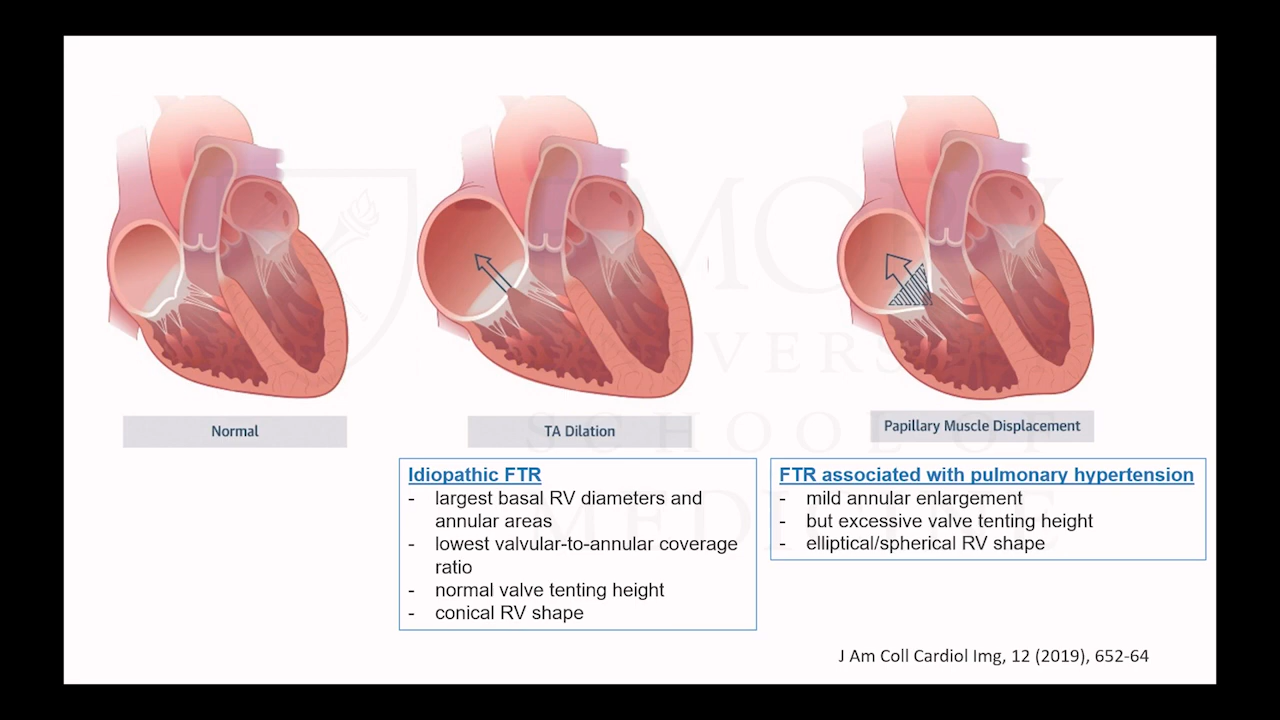 Normal
TA Dilation
Papillary Muscle Displacement
Idiopathic FTR
- largest basal RV diameters and
annular areas
- lowest valvular-to-annular coverage
ratio
- normal valve tenting height
- conical RV shape
FTR associated with pulmonary hypertension
- mild annular enlargement
- but excessive valve tenting height
- elliptical/spherical RV shape
J Am Coll Cardiol Img, 12 (2019), 652-64
SCHOOL OF